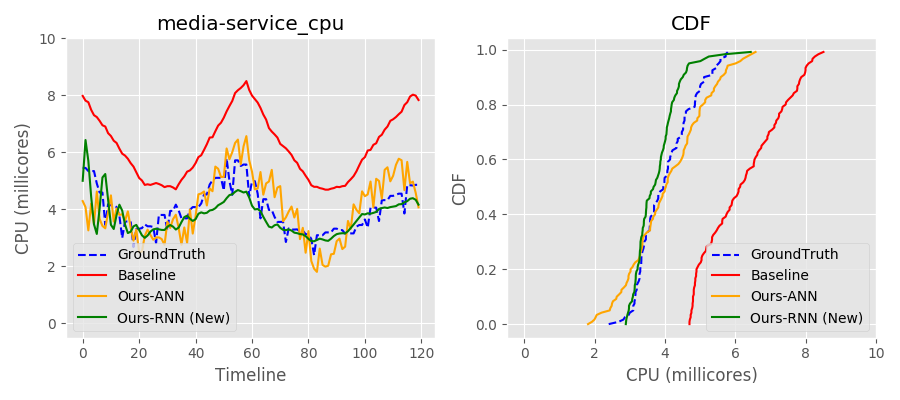 media-service_cpu
CPU (millicores)
10
8
6
4
2
0
GroundTruth
Baseline
Ours-ANN
Ours-RNN (New)
0 20 40 60 80 100 120
Timeline
CDF
CDF
1.0
0.8
0.6
0.4
0.2
0.0
GroundTruth
Baseline
Ours-ANN
Ours-RNN (New)
0 2 4 6 8 10
CPU (millicores)